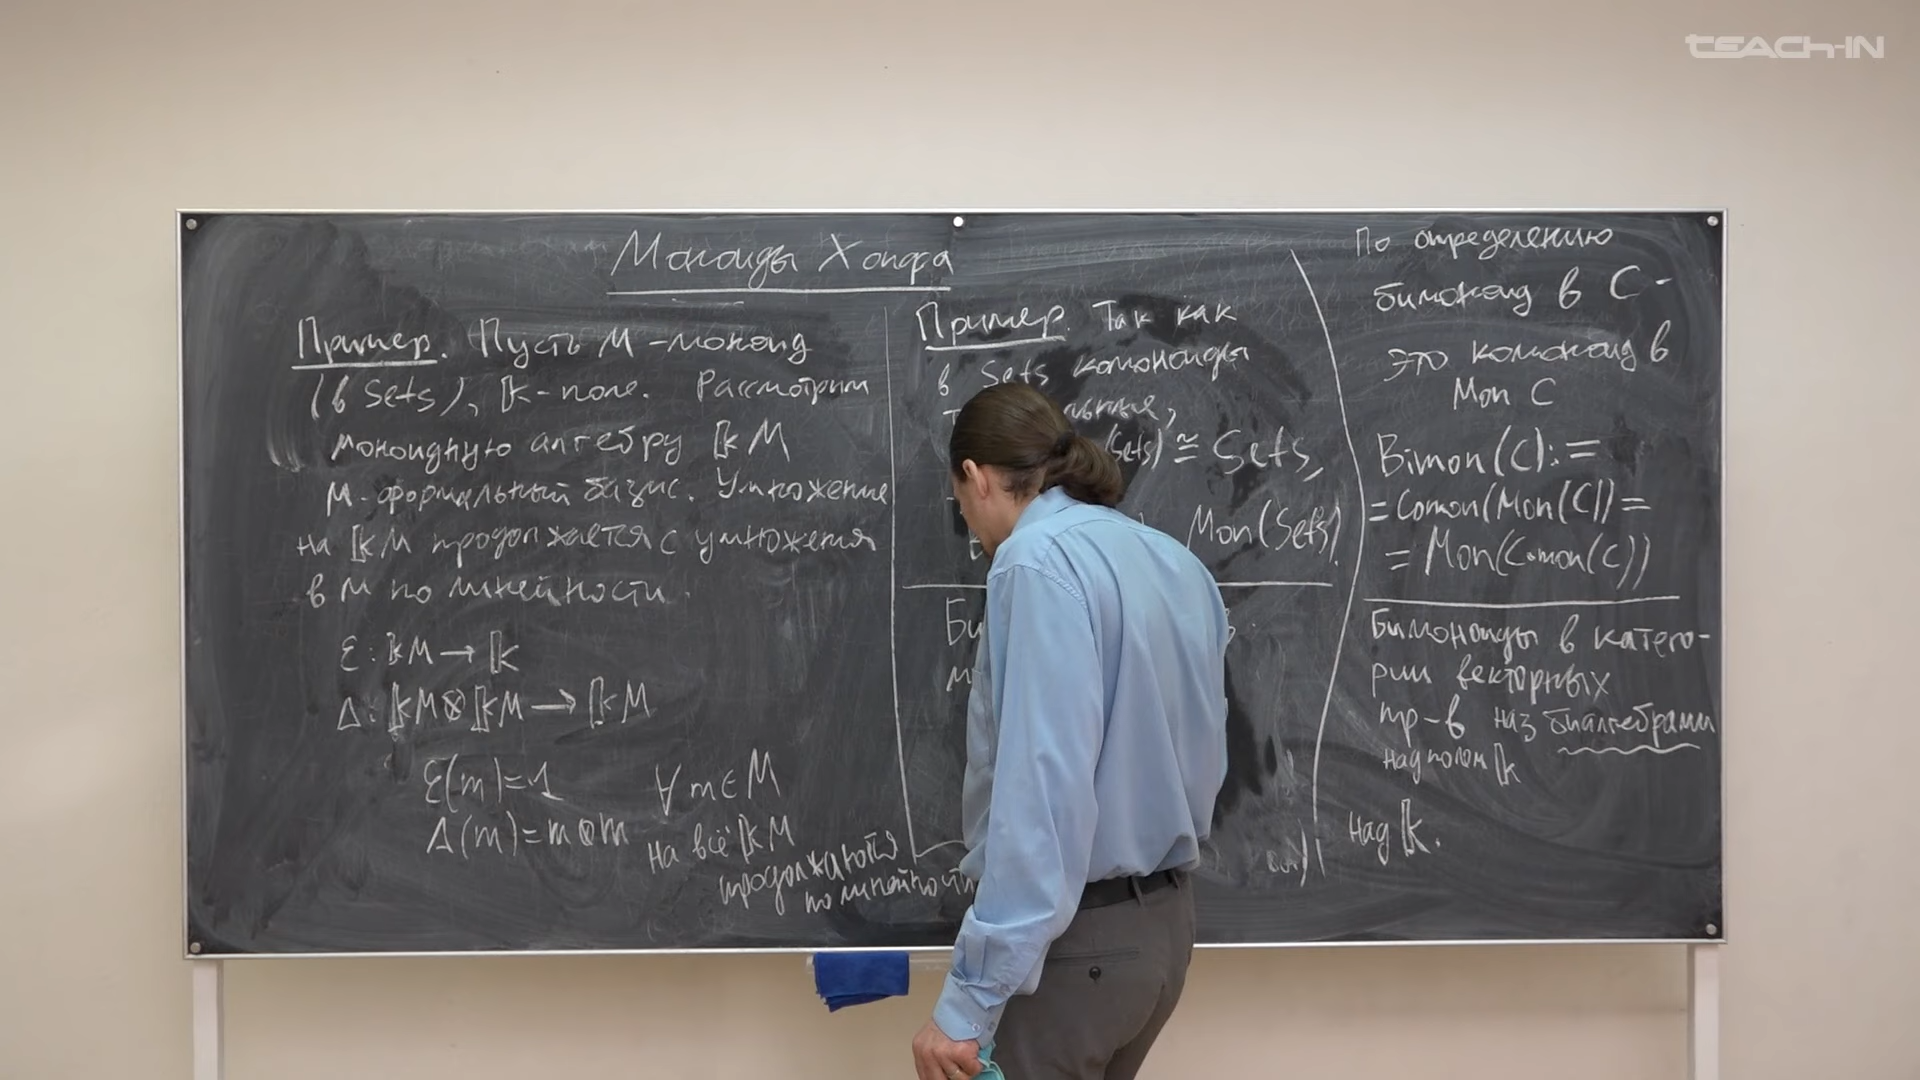 teach-in
Моноиды Хопфа
Пример. Пусть M - моноид
(в Sets), 𝕜 - поле. Рассмотрим
моноидную алгебру 𝕜M
M - формальный базис. Умножение
на 𝕜M продолжается с умножения
в M по линейности.
ε: 𝕜M → 𝕜
Δ: 𝕜M ⊗ 𝕜M → 𝕜M
ε(m) = 1 ∀ m ∈ M
Δ(m) = m ⊗ m на всё 𝕜M
продолжаются
по линейности
Пример. Так как
в Sets комоноиды
(Sets) ≅ Sets,
Mon(Sets).
По определению
бимоноид в C -
это комоноид в
Mon C
Bimon(C) :=
= Comon(Mon(C)) =
= Mon(Comon(C))
Бимоноиды в катего-
рии векторных
пр-в наз биалгебрами
над полем 𝕜
над 𝕜.